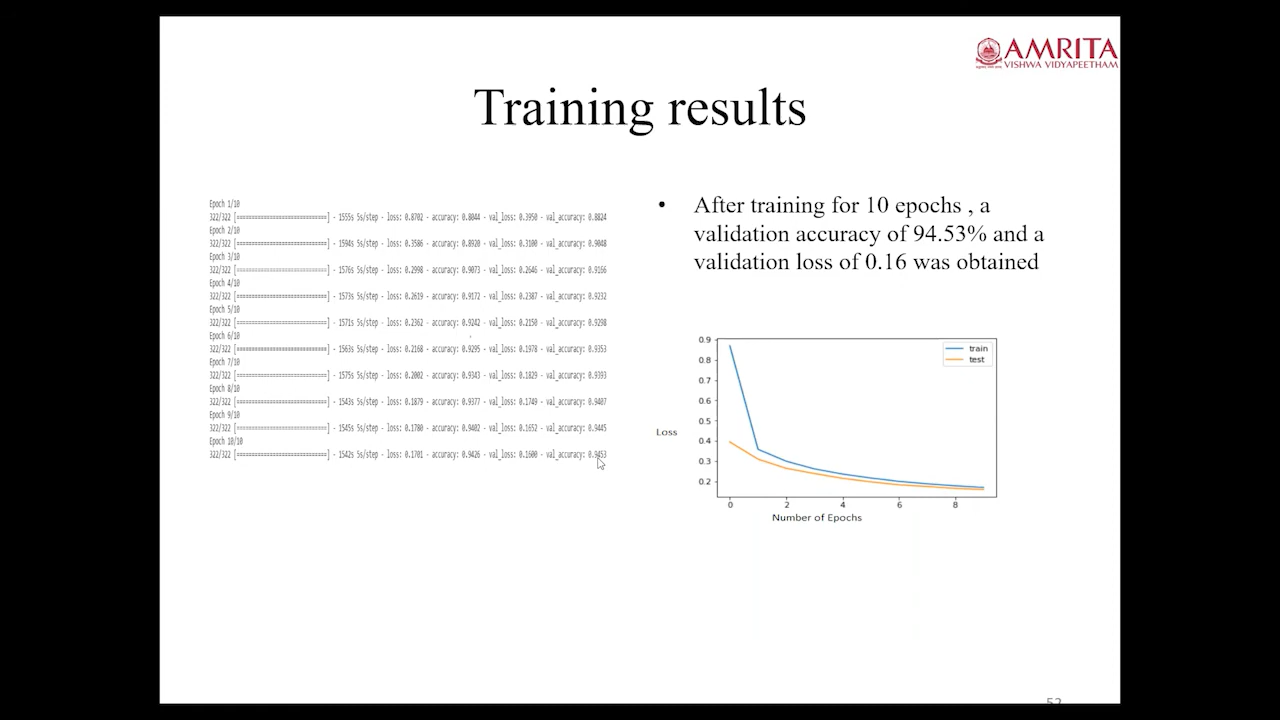 AMRITA
VISHWA VIDYAPEETHAM
Training results
Epoch 1/10
322/322 [==============================] - 1555s 5s/step - loss: 0.8702 - accuracy: 0.8044 - val_loss: 0.3950 - val_accuracy: 0.8824
Epoch 2/10
322/322 [==============================] - 1594s 5s/step - loss: 0.3586 - accuracy: 0.8920 - val_loss: 0.3100 - val_accuracy: 0.9048
Epoch 3/10
322/322 [==============================] - 1576s 5s/step - loss: 0.2998 - accuracy: 0.9073 - val_loss: 0.2646 - val_accuracy: 0.9166
Epoch 4/10
322/322 [==============================] - 1573s 5s/step - loss: 0.2619 - accuracy: 0.9172 - val_loss: 0.2387 - val_accuracy: 0.9232
Epoch 5/10
322/322 [==============================] - 1571s 5s/step - loss: 0.2362 - accuracy: 0.9242 - val_loss: 0.2150 - val_accuracy: 0.9298
Epoch 6/10
322/322 [==============================] - 1563s 5s/step - loss: 0.2168 - accuracy: 0.9295 - val_loss: 0.1978 - val_accuracy: 0.9353
Epoch 7/10
322/322 [==============================] - 1575s 5s/step - loss: 0.2002 - accuracy: 0.9343 - val_loss: 0.1829 - val_accuracy: 0.9393
Epoch 8/10
322/322 [==============================] - 1543s 5s/step - loss: 0.1879 - accuracy: 0.9377 - val_loss: 0.1749 - val_accuracy: 0.9407
Epoch 9/10
322/322 [==============================] - 1545s 5s/step - loss: 0.1780 - accuracy: 0.9402 - val_loss: 0.1652 - val_accuracy: 0.9445
Epoch 10/10
322/322 [==============================] - 1542s 5s/step - loss: 0.1701 - accuracy: 0.9426 - val_loss: 0.1600 - val_accuracy: 0.9453
• After training for 10 epochs , a
validation accuracy of 94.53% and a
validation loss of 0.16 was obtained
train
test
0.9
0.8
0.7
0.6
0.5
0.4
0.3
0.2
Loss
0 2 4 6 8
Number of Epochs